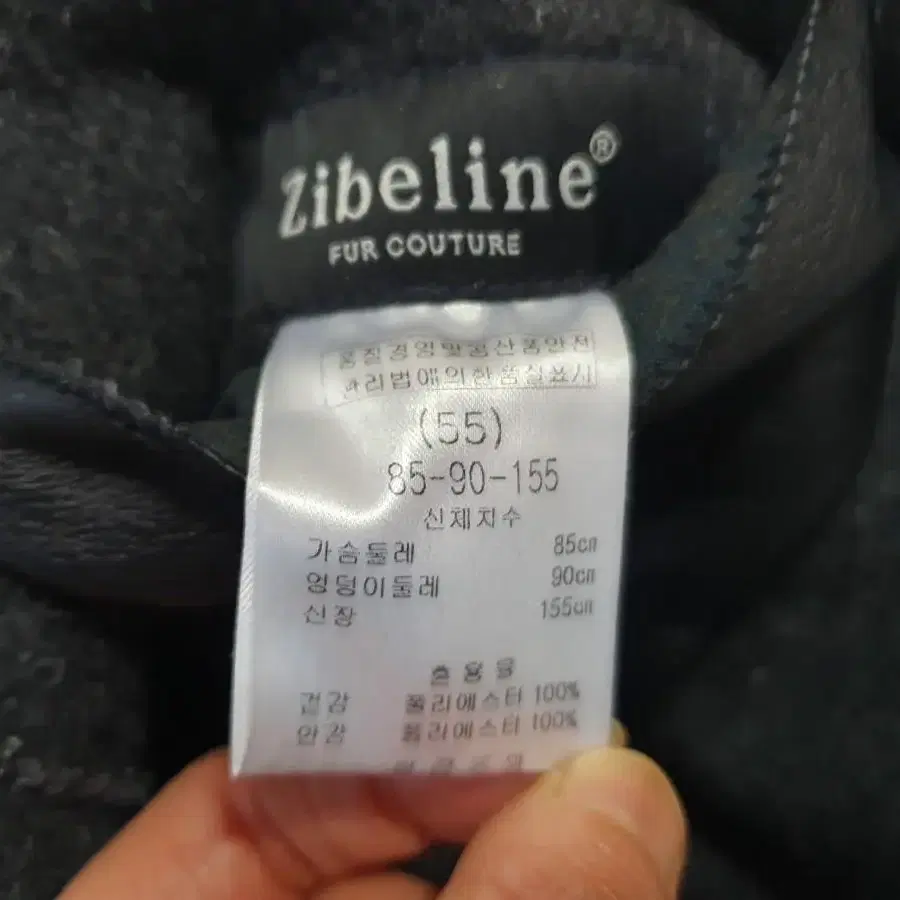 Zibeline®
FUR COUTURE
품질경영및공산품안전
관리법에의한품질표시
(55)
85-90-155
신체치수
가슴둘레 85㎝
엉덩이둘레 90㎝
신장 155㎝
혼용율
겉감 폴리에스터 100%
안감 폴리에스터 100%